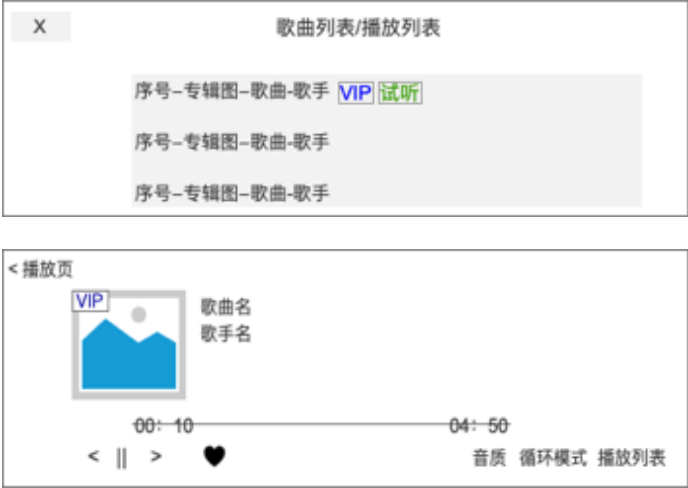 X 歌曲列表/播放列表
序号–专辑图–歌曲-歌手 VIP 试听
序号–专辑图–歌曲-歌手
序号–专辑图–歌曲-歌手
< 播放页
VIP
歌曲名
歌手名
00：10 04：50
< || > 音质 循环模式 播放列表